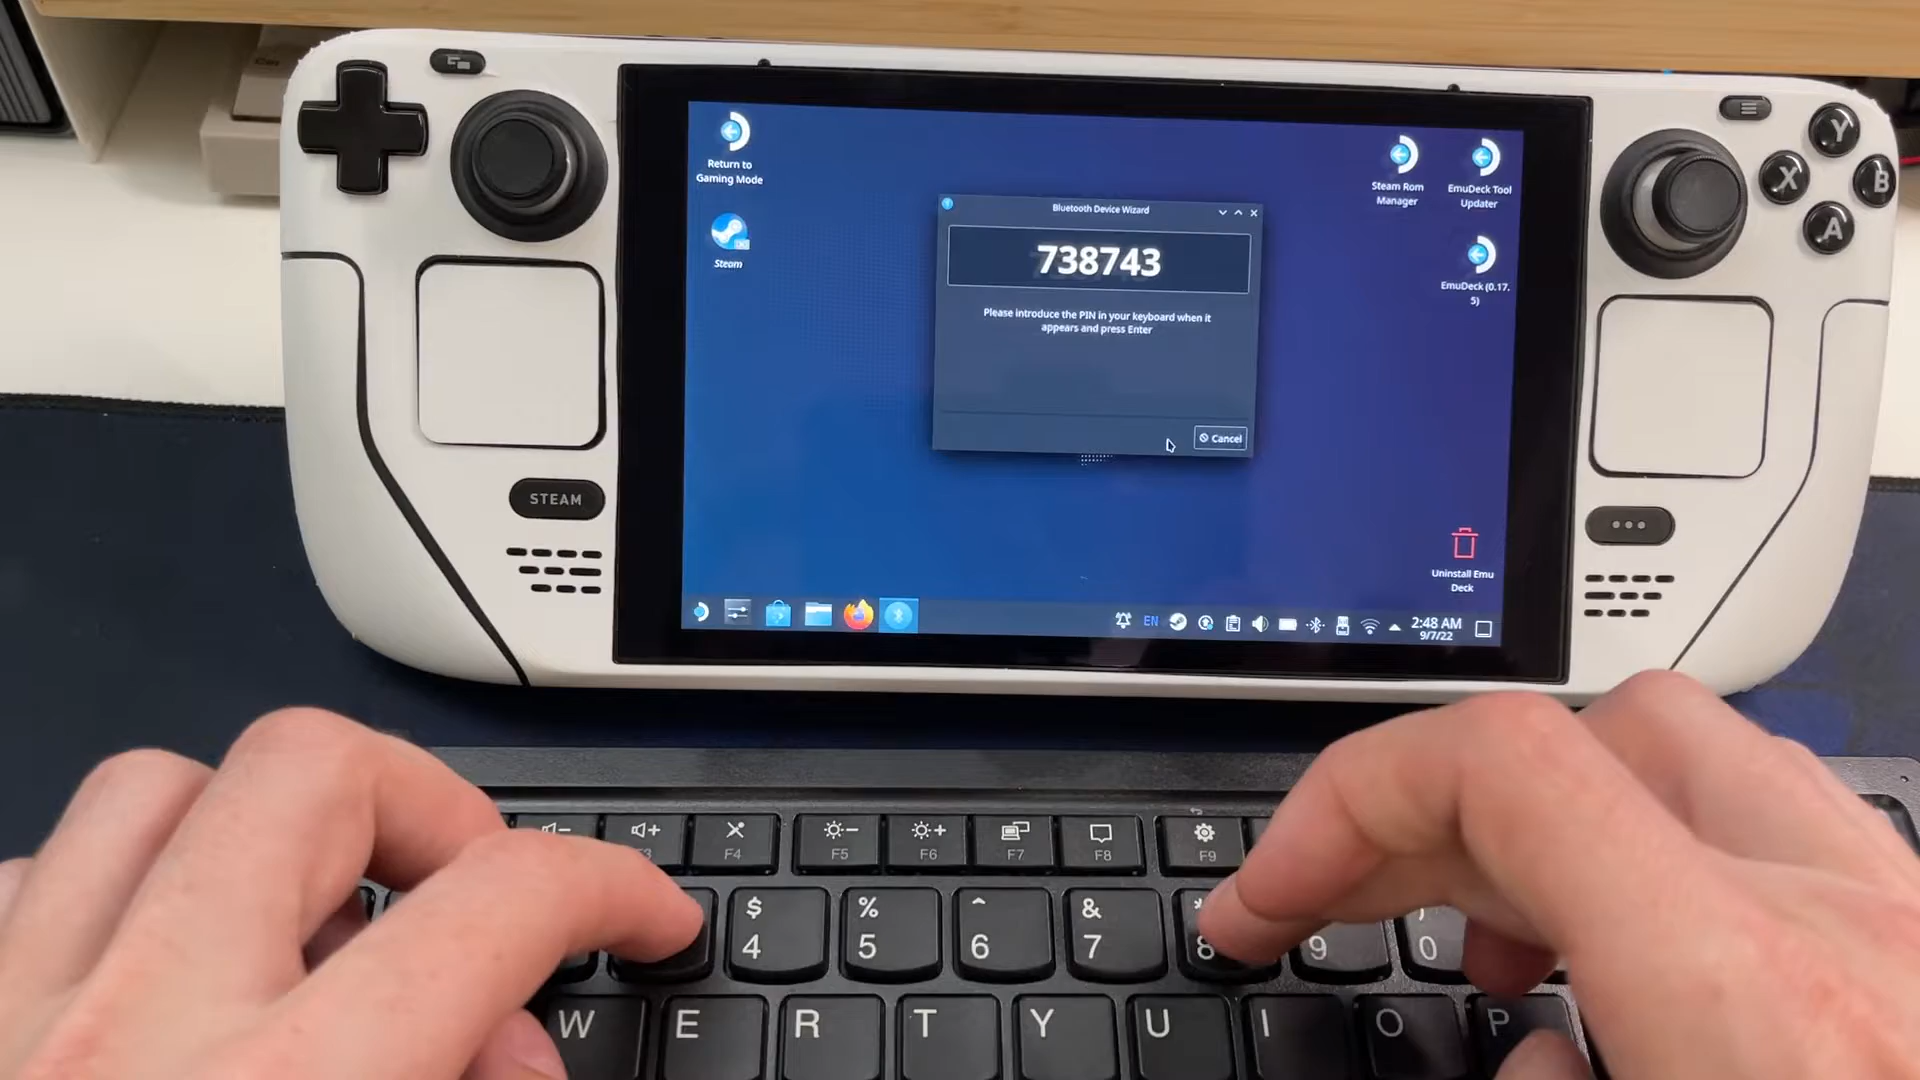 Can
Return to
Gaming Mode
Steam
Steam Rom
Manager
EmuDeck Tool
Updater
EmuDeck (0.17.
5)
Bluetooth Device Wizard
738743
Please introduce the PIN in your keyboard when it
appears and press Enter
Cancel
Uninstall Emu
Deck
EN
2:48 AM
9/7/22
STEAM
Y
X
B
A
F3
F4
F5
F6
F7
F8
F9
$ % ^ & *
4 5 6 7 8 9 0
W E R T Y U I O P